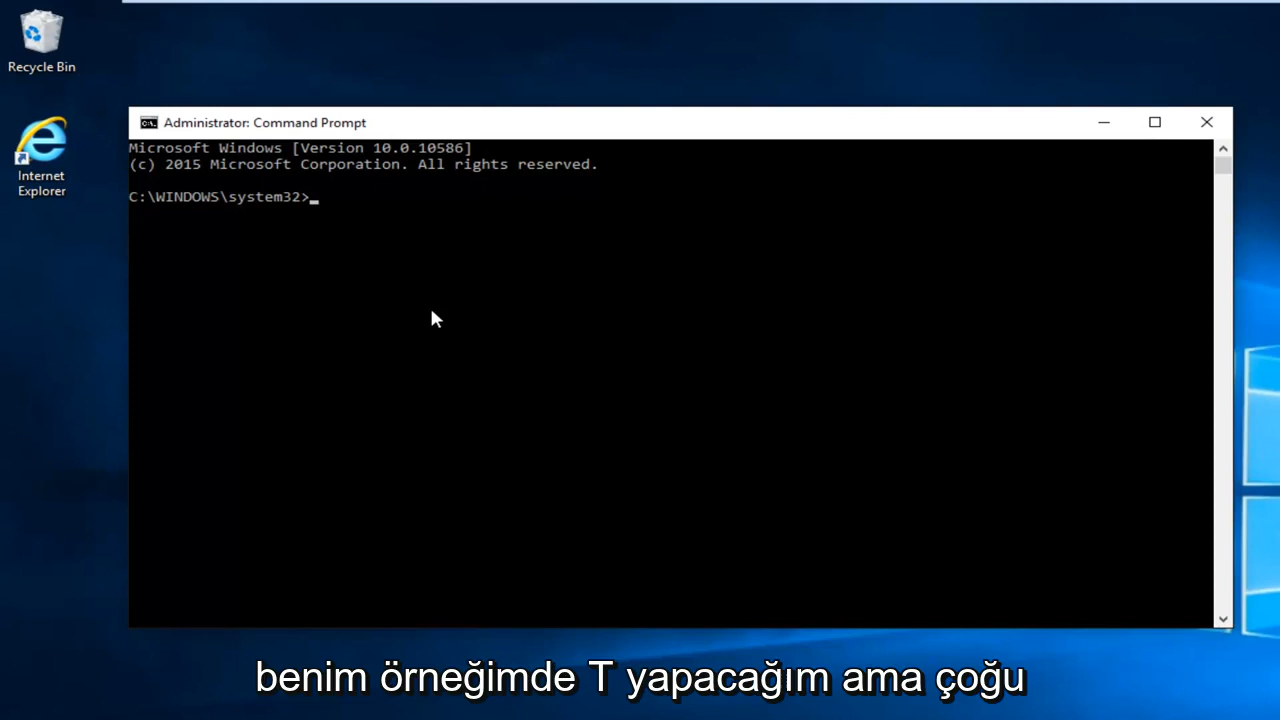 Recycle Bin
Internet
Explorer
Administrator: Command Prompt
Microsoft Windows [Version 10.0.10586]
(c) 2015 Microsoft Corporation. All rights reserved.
C:\WINDOWS\system32>_
benim örneğimde T yapacağım ama çoğu